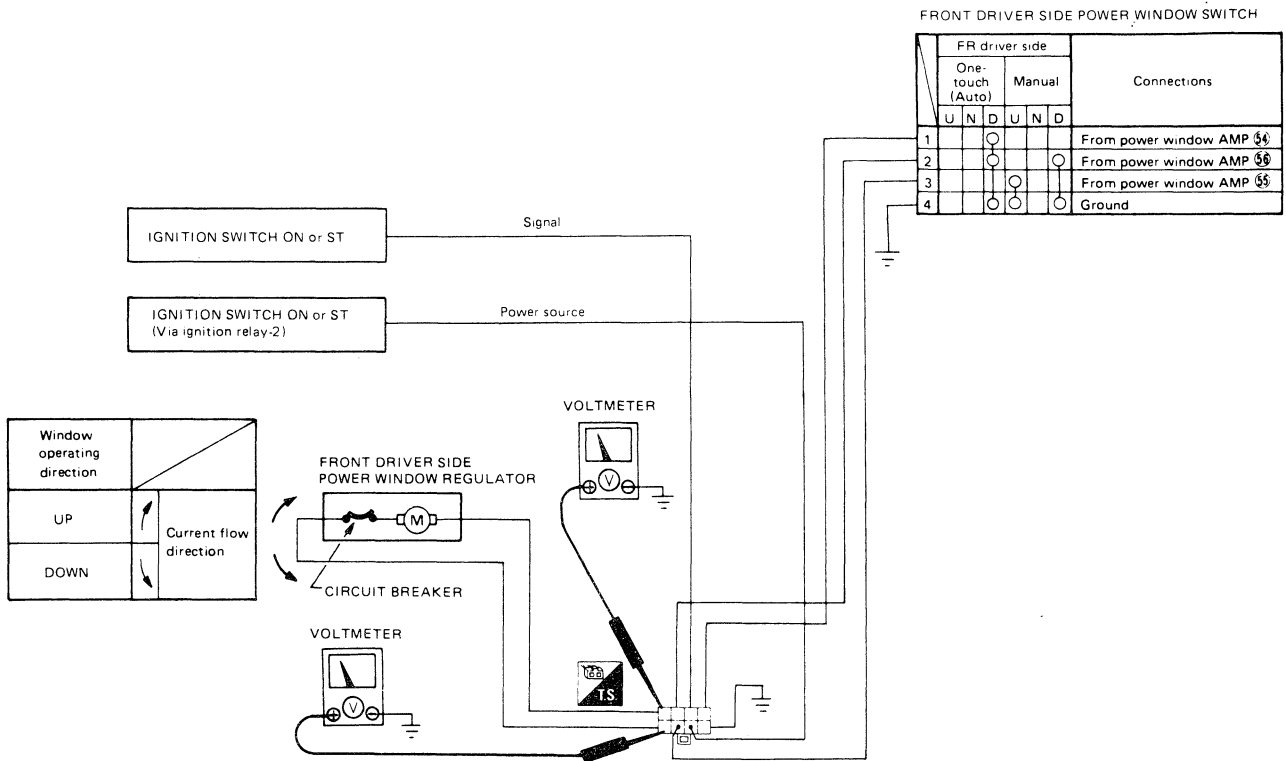 FRONT DRIVER SIDE POWER WINDOW SWITCH
FR driver side
One-
touch
(Auto)
Manual
Connections
U N D U N D
1 From power window AMP 54
2 From power window AMP 56
3 From power window AMP 55
4 Ground
IGNITION SWITCH ON or ST
Signal
IGNITION SWITCH ON or ST
(Via ignition relay-2)
Power source
Window
operating
direction
UP
DOWN
Current flow
direction
FRONT DRIVER SIDE
POWER WINDOW REGULATOR
M
CIRCUIT BREAKER
VOLTMETER
V
VOLTMETER
V
T.S.